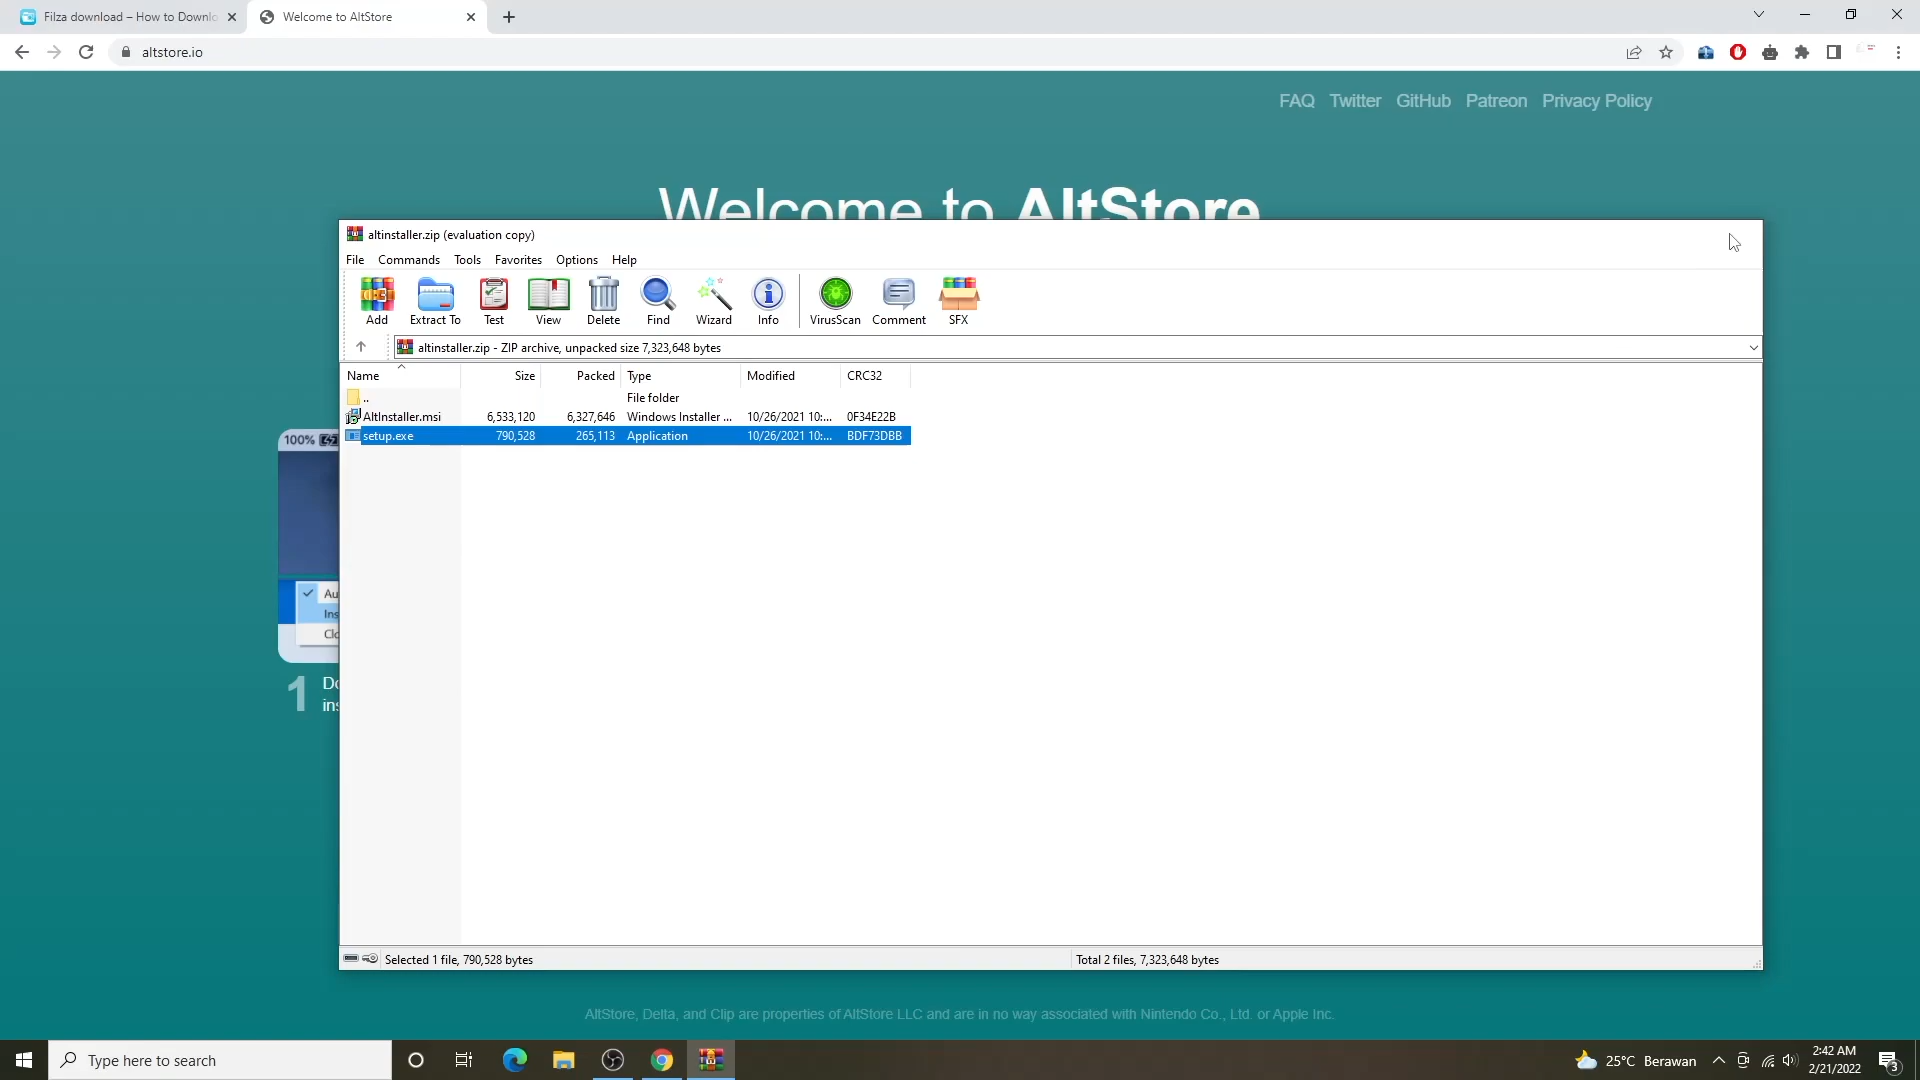 Filza download – How to Downlo
Welcome to AltStore
altstore.io
FAQ Twitter GitHub Patreon Privacy Policy
Welcome to AltStore
altinstaller.zip (evaluation copy)
File Commands Tools Favorites Options Help
Add Extract To Test View Delete Find Wizard Info VirusScan Comment SFX
altinstaller.zip - ZIP archive, unpacked size 7,323,648 bytes
Name Size Packed Type Modified CRC32
.. File folder
AltInstaller.msi 6,533,120 6,327,646 Windows Installer ... 10/26/2021 10:... 0F34E22B
setup.exe 790,528 265,113 Application 10/26/2021 10:... BDF73DBB
100%
Au
Ins
Clo
1 Do
ins
Selected 1 file, 790,528 bytes
Total 2 files, 7,323,648 bytes
AltStore, Delta, and Clip are properties of AltStore LLC and are in no way associated with Nintendo Co., Ltd. or Apple Inc.
Type here to search
25°C Berawan
2:42 AM
2/21/2022
3